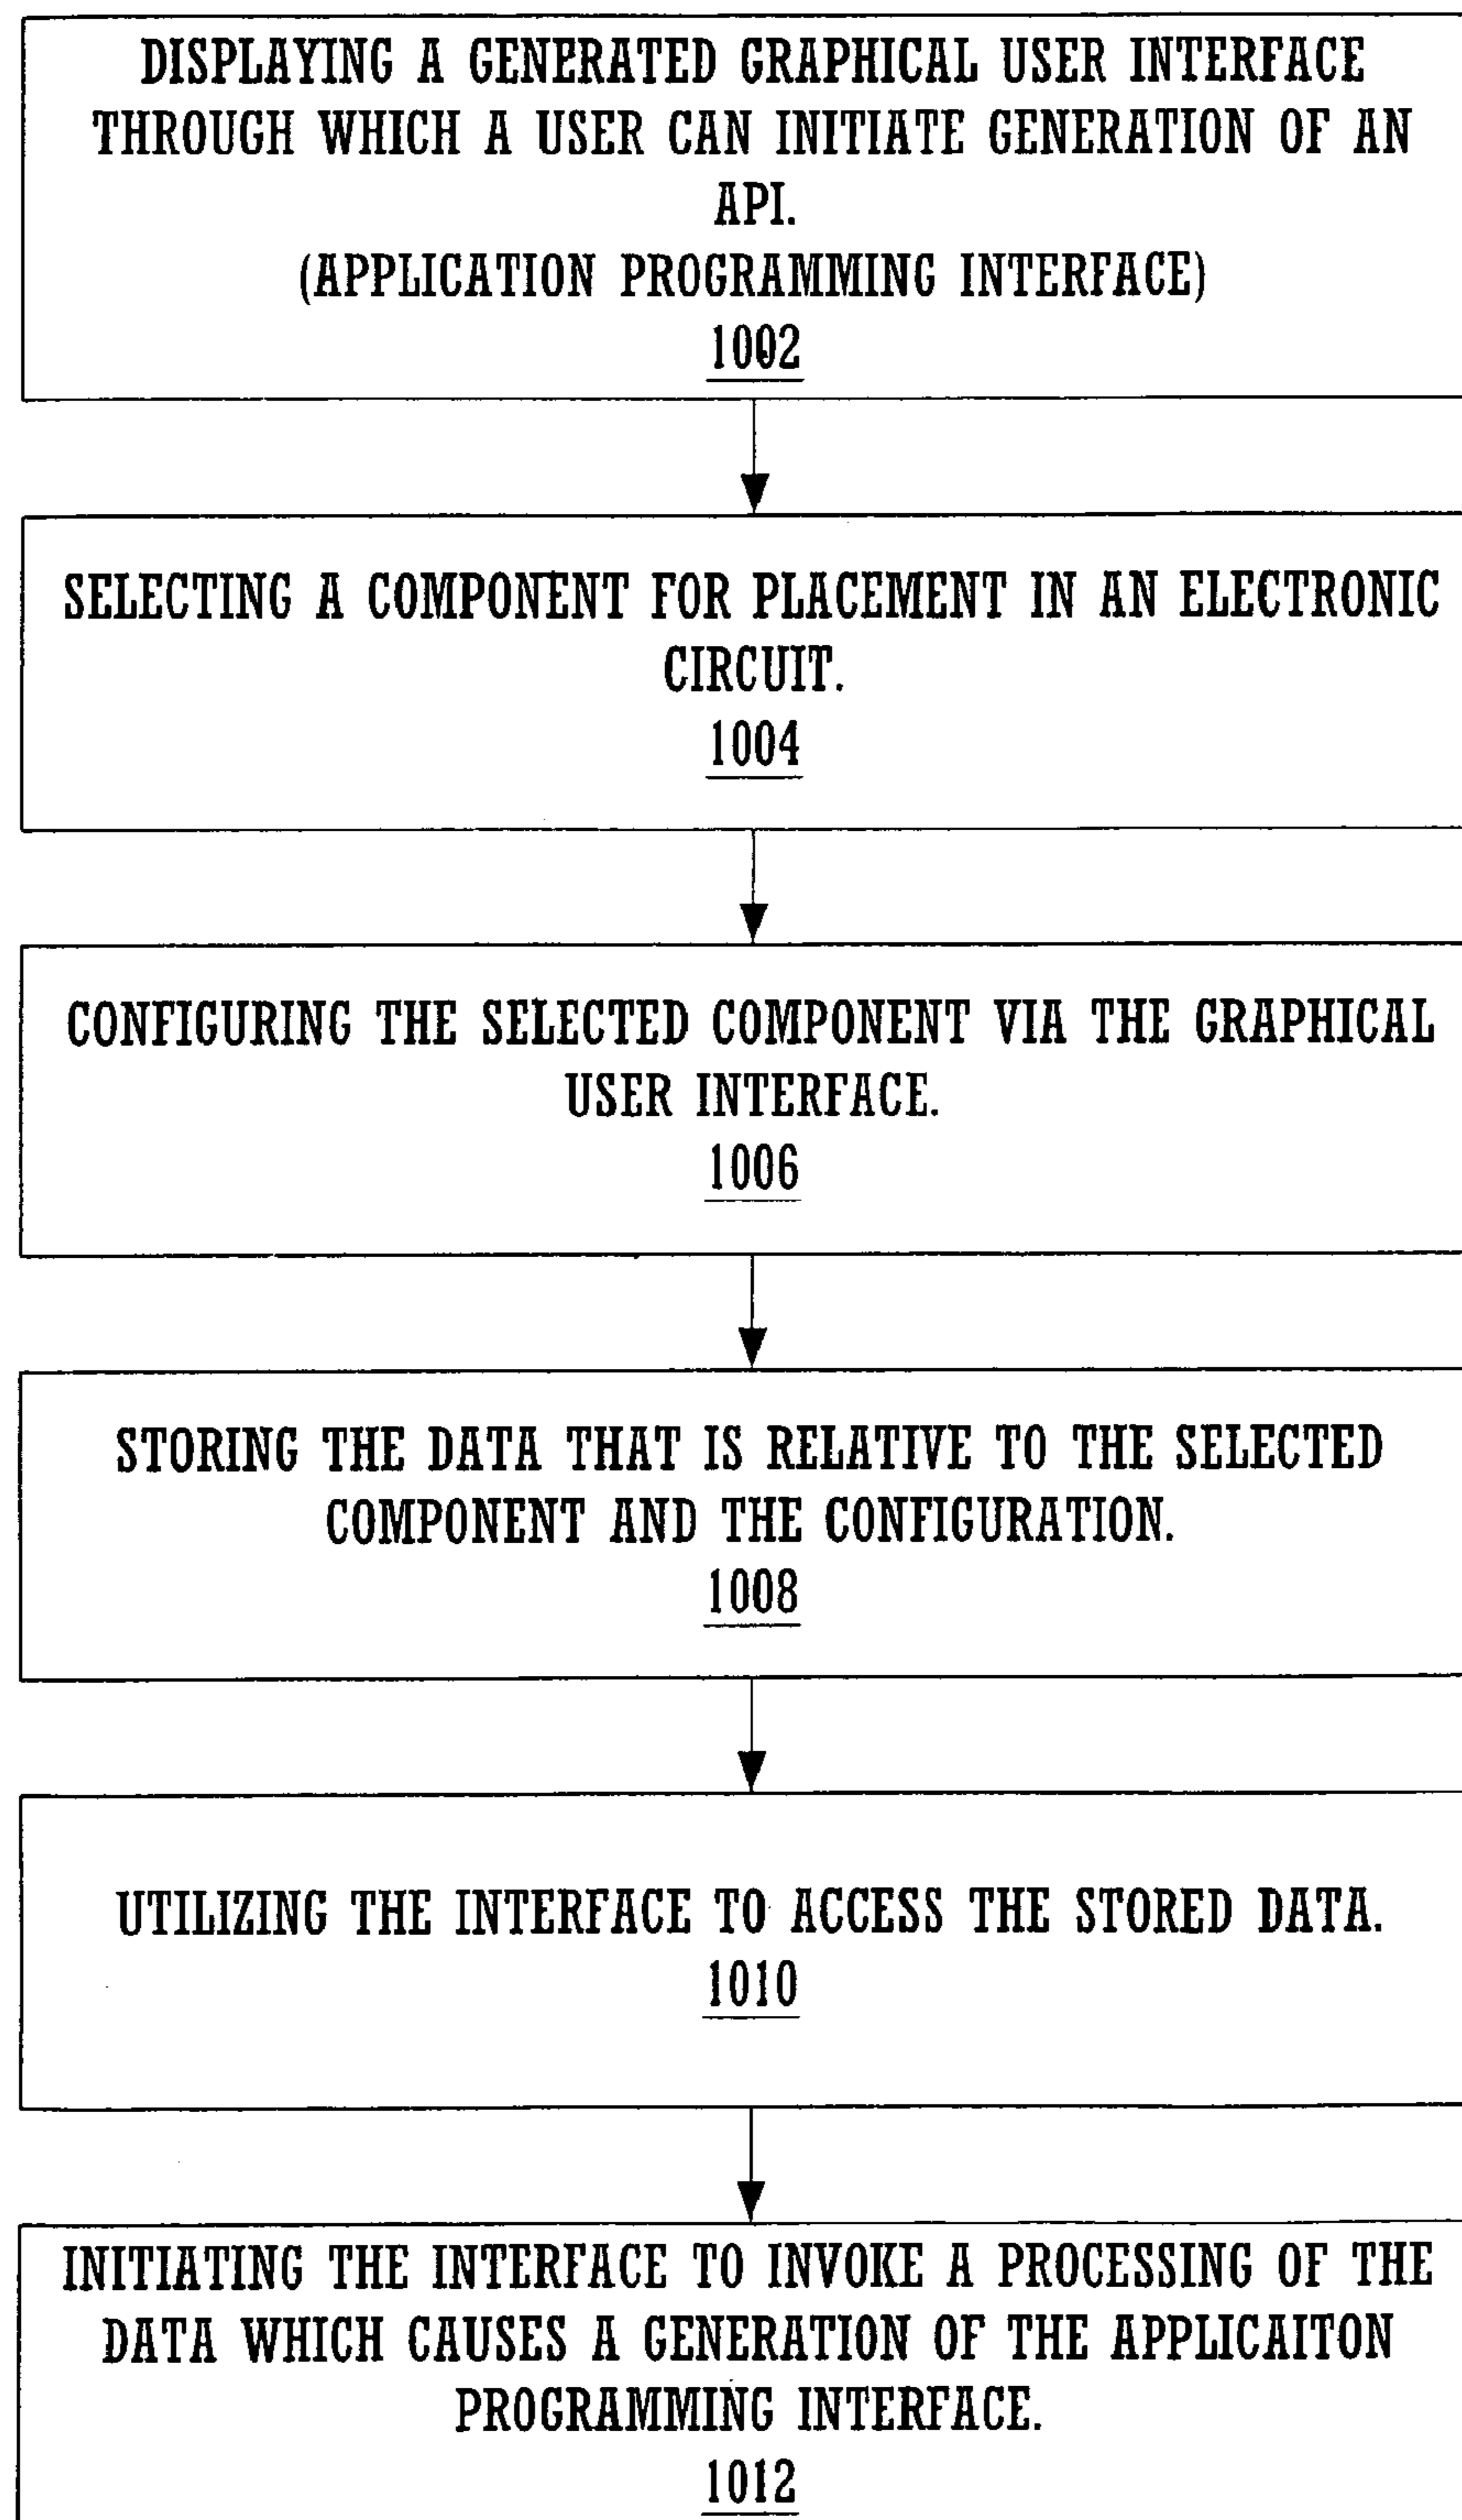 DISPLAYING A GENERATED GRAPHICAL USER INTERFACE
THROUGH WHICH A USER CAN INITIATE GENERATION OF AN
API.
(APPLICATION PROGRAMMING INTERFACE)
1002
SELECTING A COMPONENT FOR PLACEMENT IN AN ELECTRONIC
CIRCUIT.
1004
CONFIGURING THE SELECTED COMPONENT VIA THE GRAPHICAL
USER INTERFACE.
1006
STORING THE DATA THAT IS RELATIVE TO THE SELECTED
COMPONENT AND THE CONFIGURATION.
1008
UTILIZING THE INTERFACE TO ACCESS THE STORED DATA.
1010
INITIATING THE INTERFACE TO INVOKE A PROCESSING OF THE
DATA WHICH CAUSES A GENERATION OF THE APPLICAITON
PROGRAMMING INTERFACE.
1012